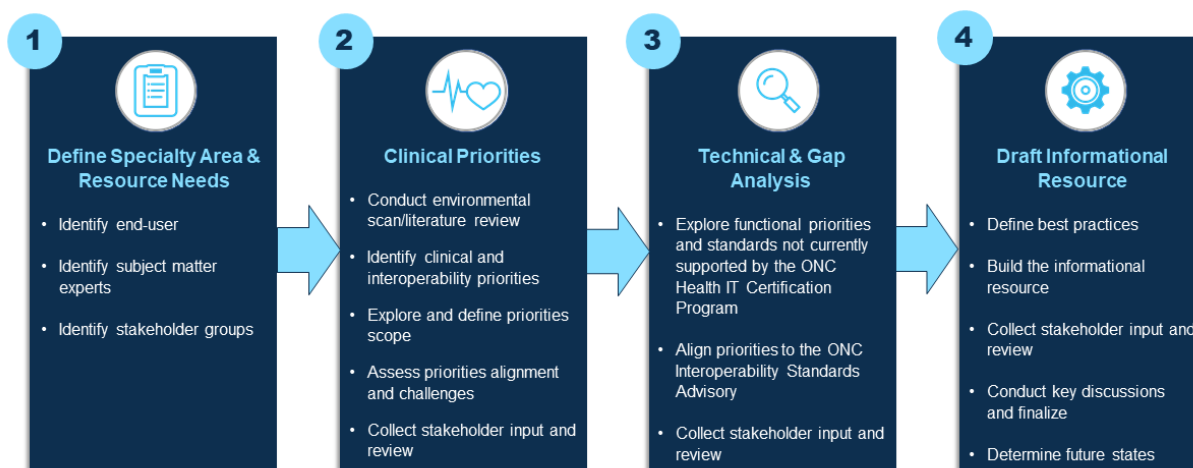 1
Define Specialty Area &
Resource Needs
• Identify end-user
• Identify subject matter
experts
• Identify stakeholder groups
2
Clinical Priorities
• Conduct environmental
scan/literature review
• Identify clinical and
interoperability priorities
• Explore and define priorities
scope
• Assess priorities alignment
and challenges
• Collect stakeholder input and
review
3
Technical & Gap
Analysis
• Explore functional priorities
and standards not currently
supported by the ONC
Health IT Certification
Program
• Align priorities to the ONC
Interoperability Standards
Advisory
• Collect stakeholder input and
review
4
Draft Informational
Resource
• Define best practices
• Build the informational
resource
• Collect stakeholder input and
review
• Conduct key discussions
and finalize
• Determine future states